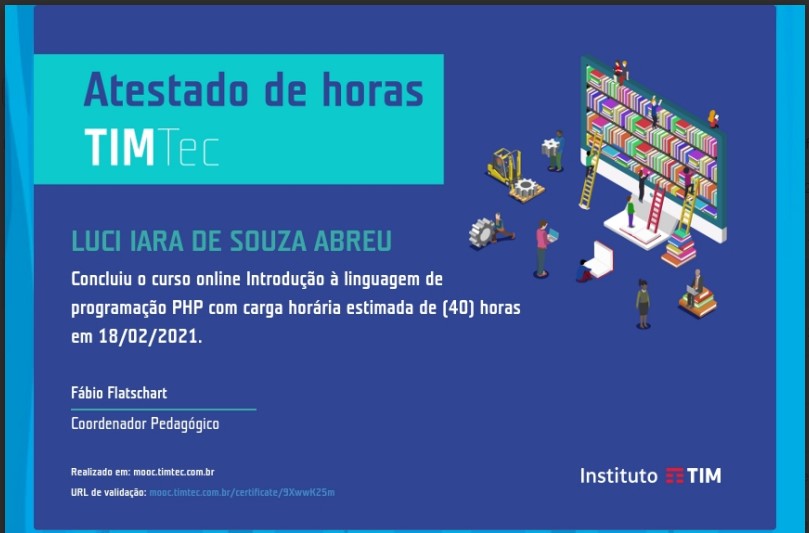 Atestado de horas
TIMTec
LUCI IARA DE SOUZA ABREU
Concluiu o curso online Introdução à linguagem de
programação PHP com carga horária estimada de (40) horas
em 18/02/2021.
Fábio Flatschart
Coordenador Pedagógico
Realizado em: mooc.timtec.com.br
URL de validação: mooc.timtec.com.br/certificate/9XwwK25m
Instituto TIM